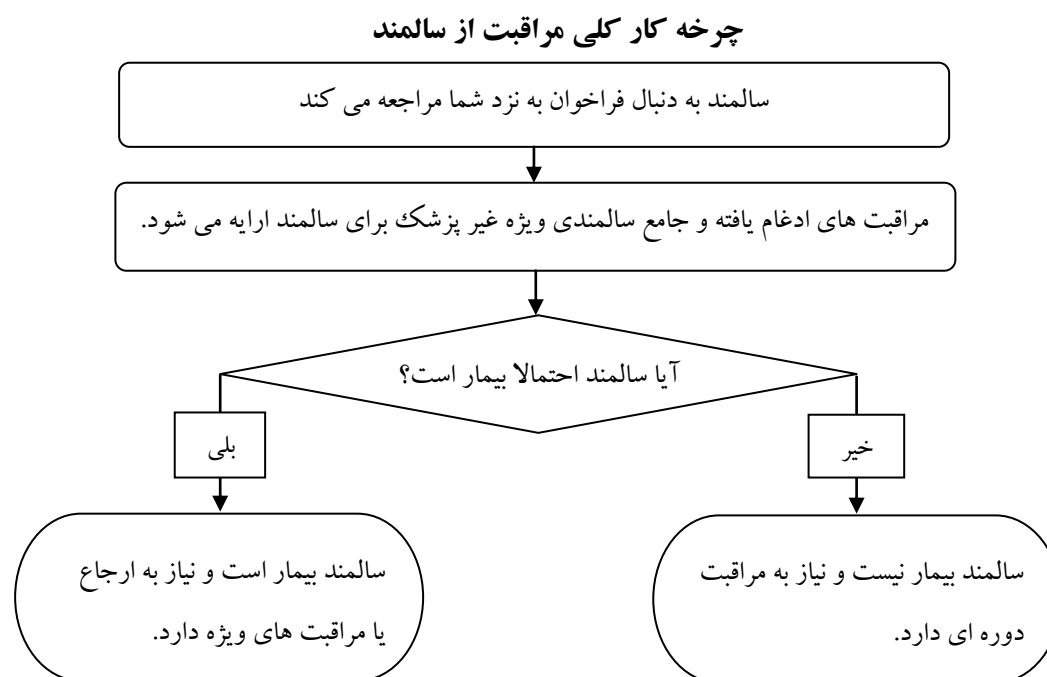 چرخه کار کلی مراقبت از سالمند
سالمند به دنبال فراخوان به نزد شما مراجعه می کند
مراقبت های ادغام یافته و جامع سالمندی ویژه غیر پزشک برای سالمند ارایه می شود.
آیا سالمند احتمالا بیمار است؟
خیر
بلی
سالمند بیمار نیست و نیاز به مراقبت
دوره ای دارد.
سالمند بیمار است و نیاز به ارجاع
یا مراقبت های ویژه دارد.